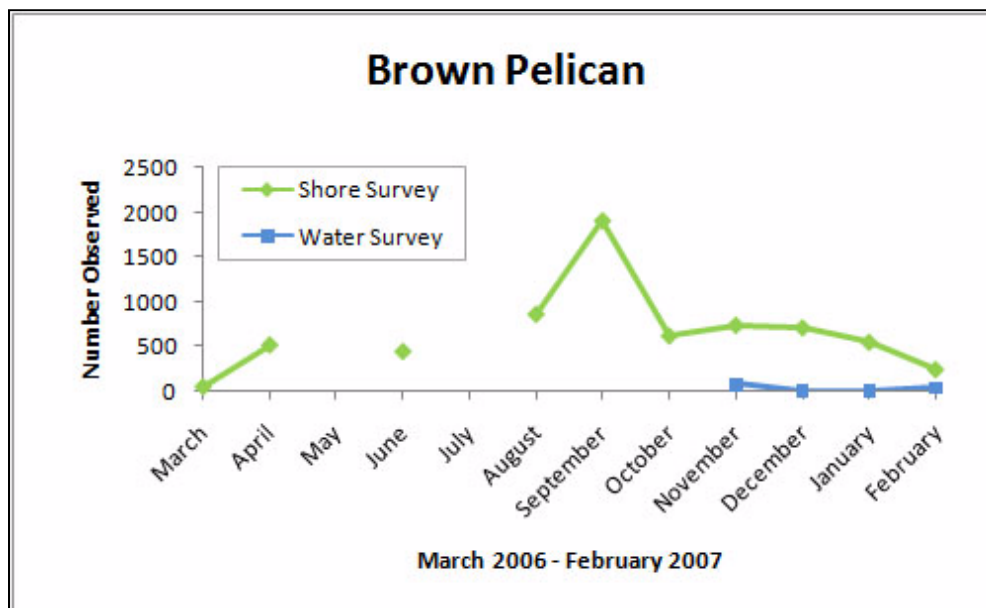 Brown Pelican
Number Observed
2500
2000
1500
1000
500
0
Shore Survey
Water Survey
March
April
May
June
July
August
September
October
November
December
January
February
March 2006 - February 2007